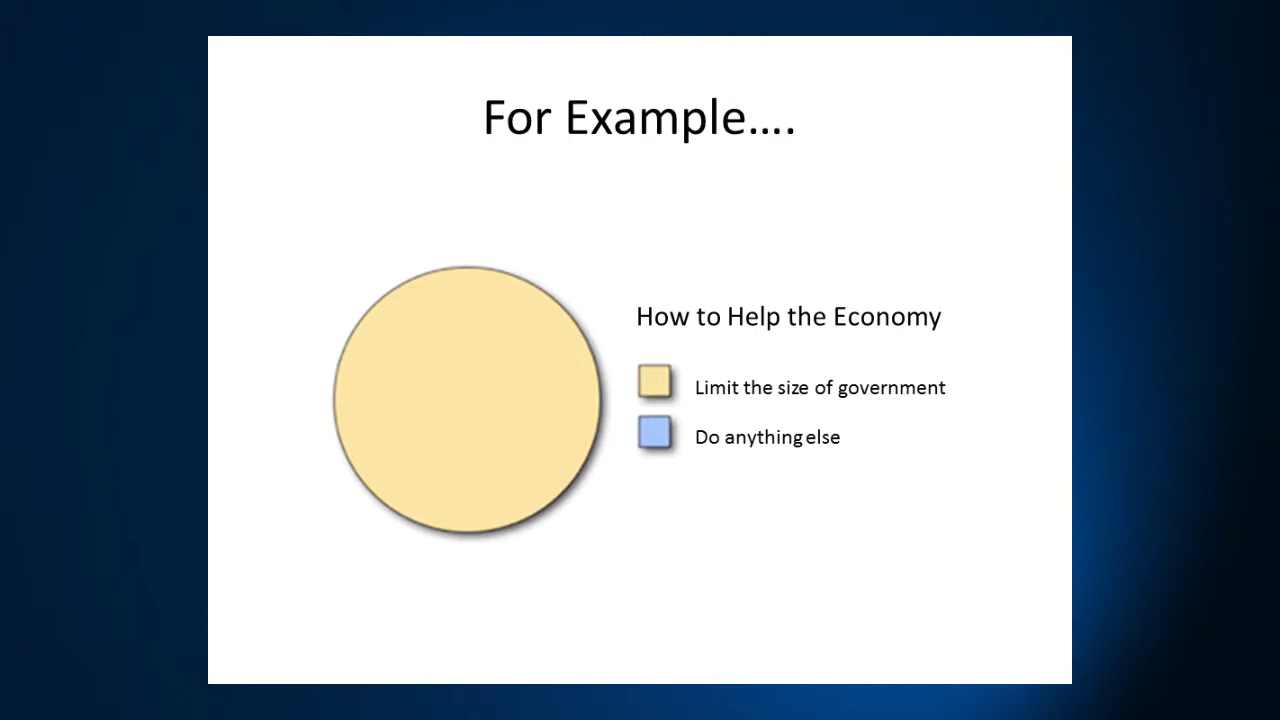 For Example....
How to Help the Economy
Limit the size of government
Do anything else